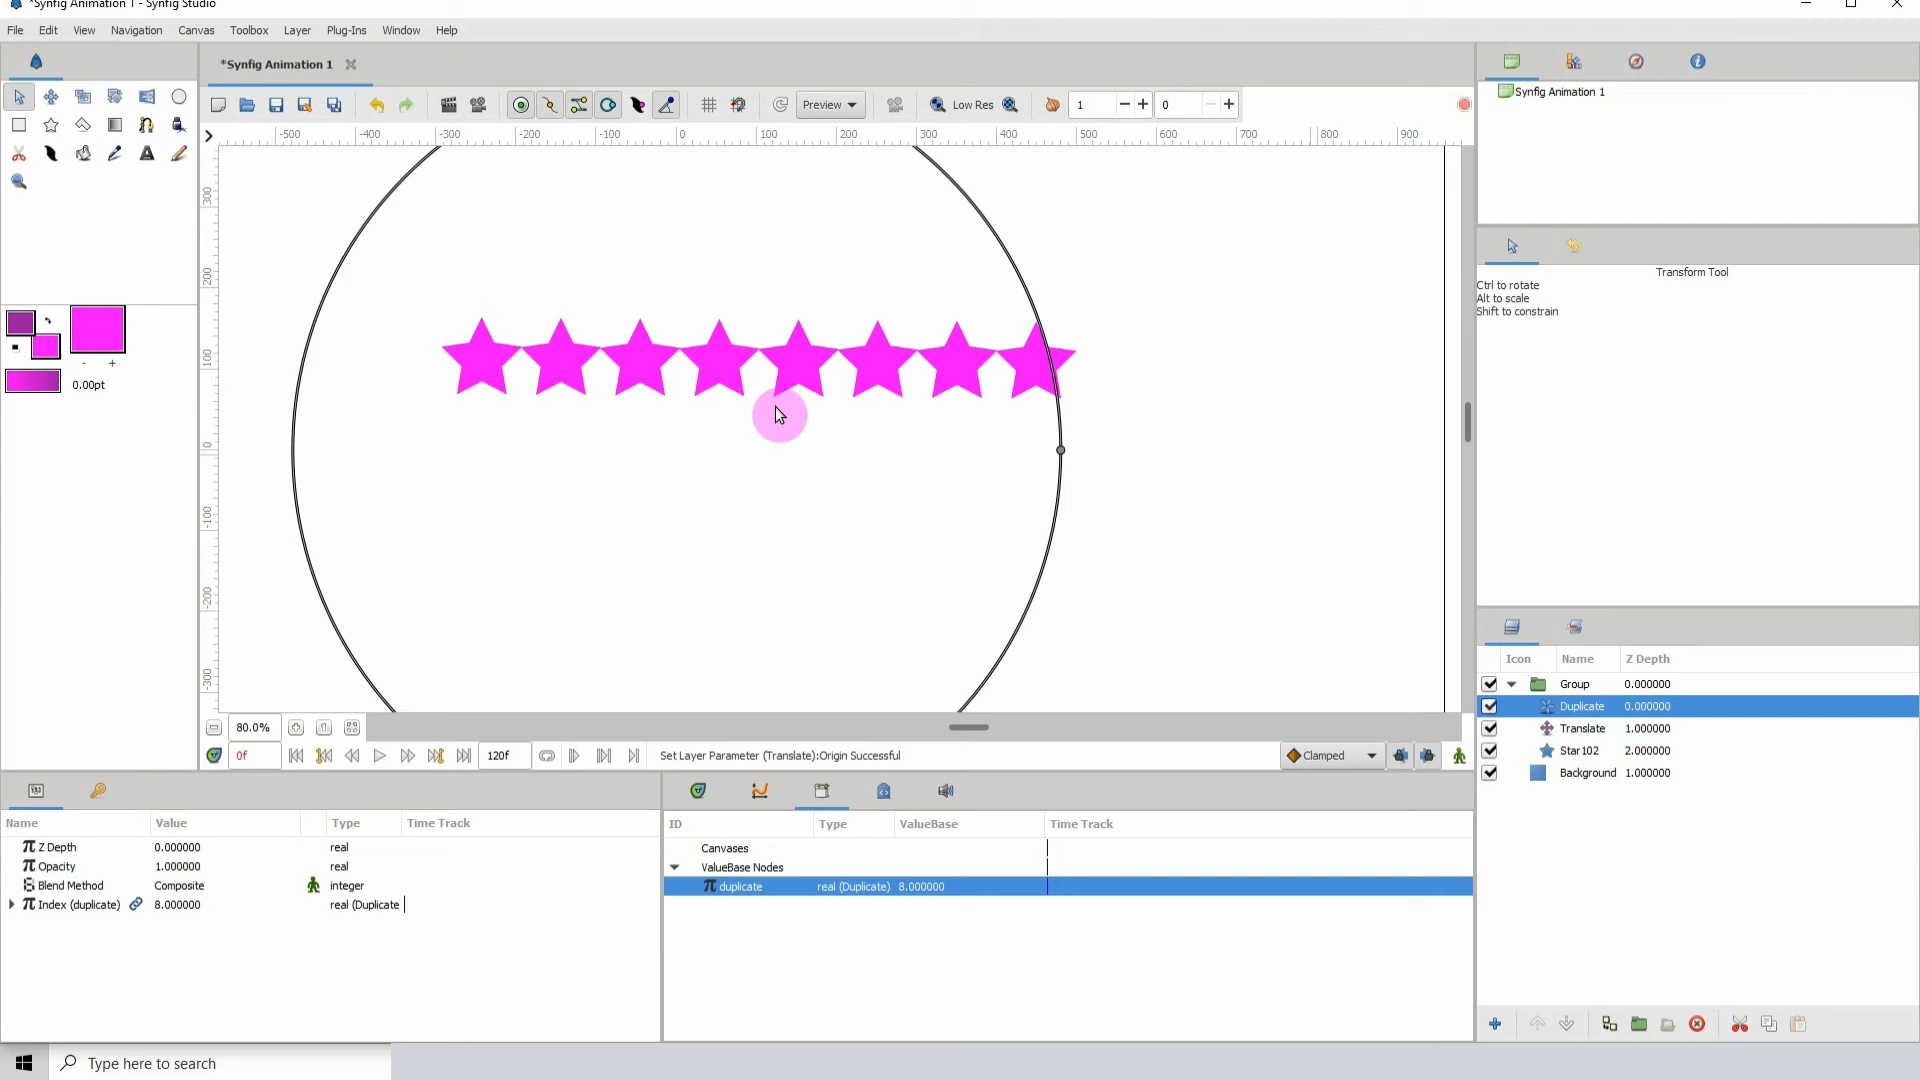 *Synfig Animation 1 - Synfig Studio
File Edit View Navigation Canvas Toolbox Layer Plug-Ins Window Help
*Synfig Animation 1
Preview Low Res 1 0
-500 -400 -300 -200 -100 0 100 200 300 400 500 600 700 800 900
300
200
100
0
-100
-200
-300
0.00pt
- +
80.0%
0f 120f Set Layer Parameter (Translate):Origin Successful Clamped
Synfig Animation 1
Transform Tool
Ctrl to rotate
Alt to scale
Shift to constrain
Icon Name Z Depth
Group 0.000000
Duplicate 0.000000
Translate 1.000000
Star102 2.000000
Background 1.000000
Name Value Type Time Track
Z Depth 0.000000 real
Opacity 1.000000 real
Blend Method Composite integer
Index (duplicate) 8.000000 real (Duplicate
ID Type ValueBase Time Track
Canvases
ValueBase Nodes
duplicate real (Duplicate) 8.000000
Type here to search